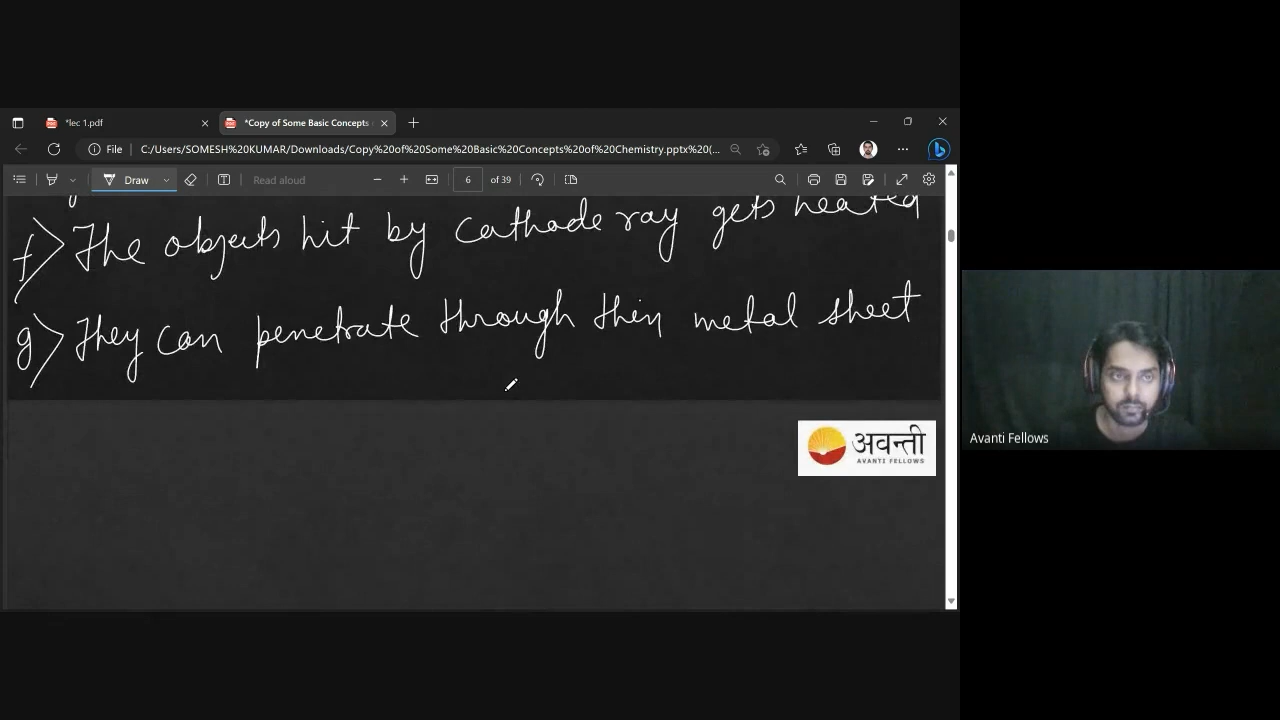 *lec 1.pdf
*Copy of Some Basic Concepts
File
C:/Users/SOMESH%20KUMAR/Downloads/Copy%20of%20Some%20Basic%20Concepts%20of%20Chemistry.pptx%20(...
Draw
Read aloud
6 of 39
f> The objects hit by cathode ray gets heated
g> They can penetrate through thin metal sheet
अवन्ती
AVANTI FELLOWS
Avanti Fellows